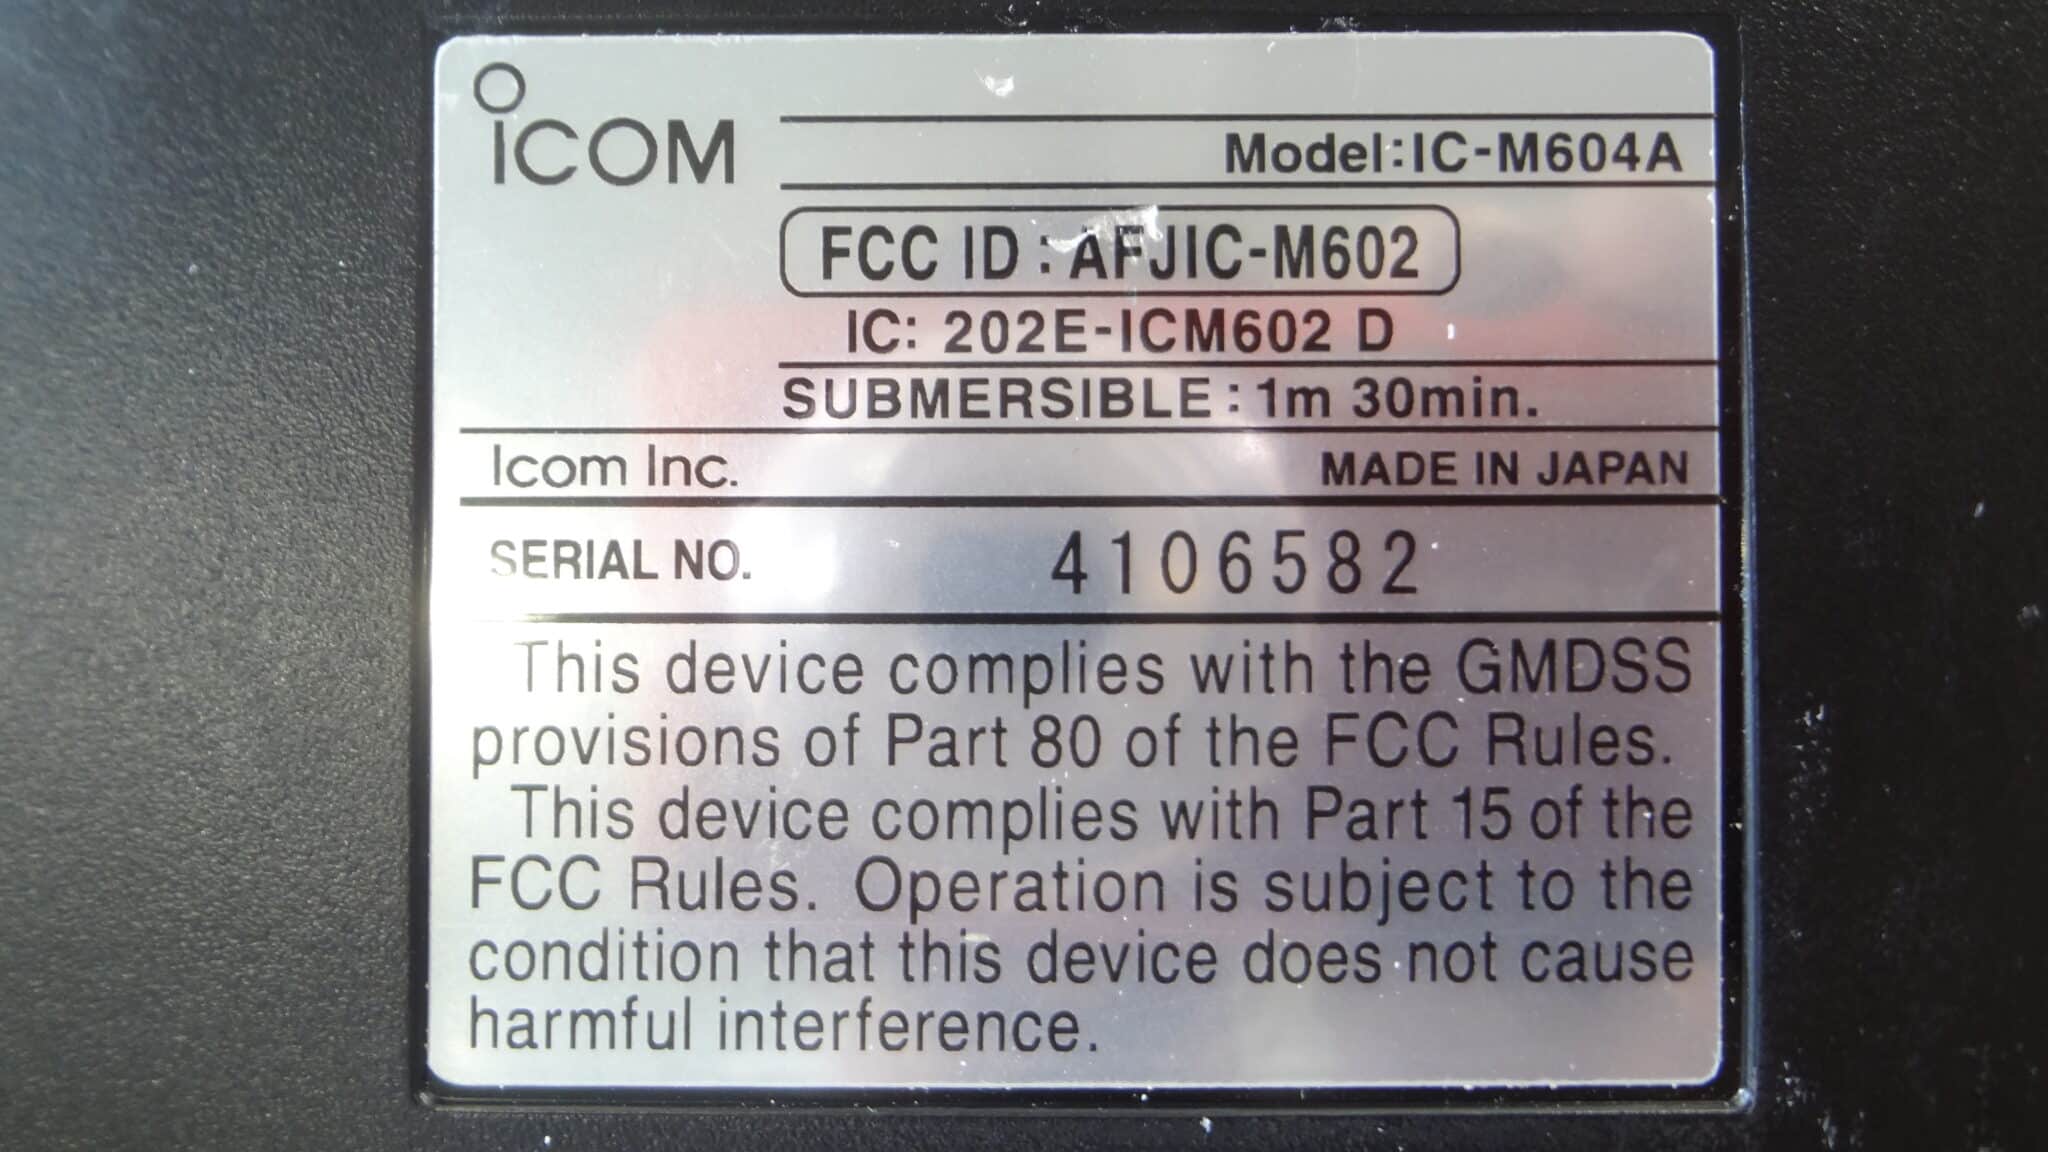 iCOM
Model:IC-M604A
FCC ID : AFJIC-M602
IC: 202E-ICM602 D
SUBMERSIBLE : 1m 30min.
Icom Inc. MADE IN JAPAN
SERIAL NO. 4106582
This device complies with the GMDSS
provisions of Part 80 of the FCC Rules.
This device complies with Part 15 of the
FCC Rules. Operation is subject to the
condition that this device does not cause
harmful interference.